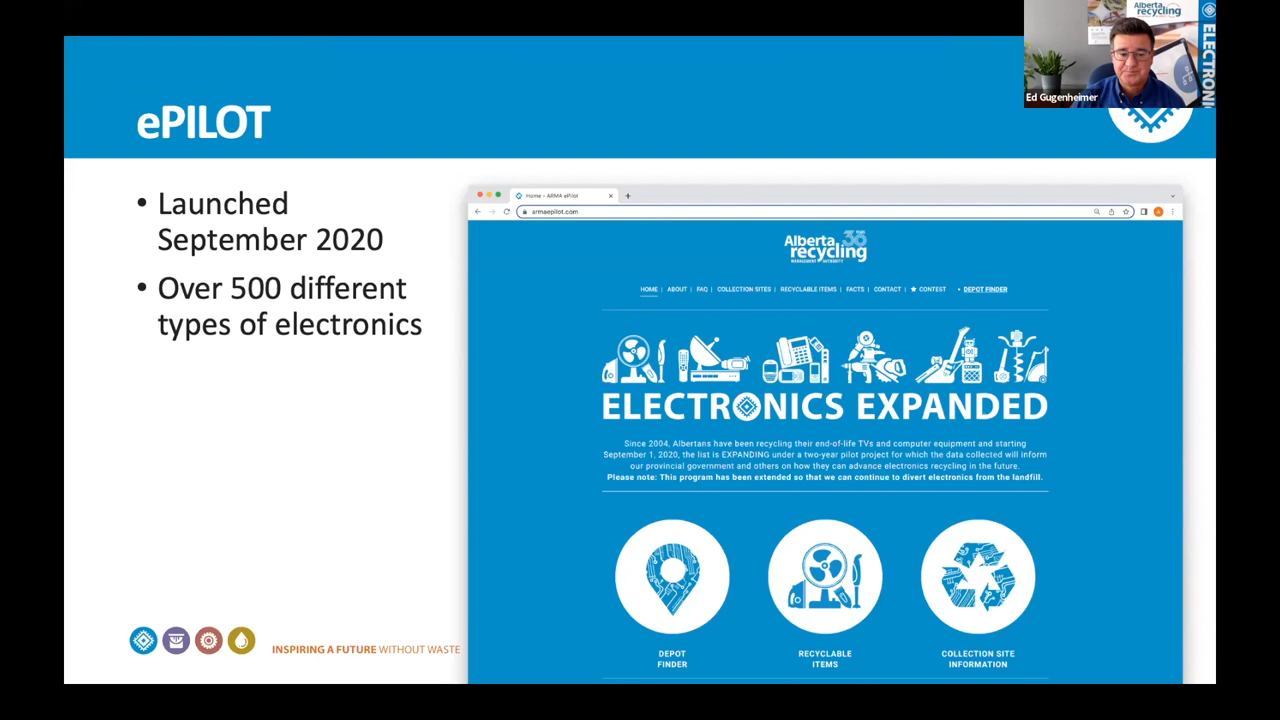 Alberta
recycling
ELECTRONI
Ed Gugenheimer
ePILOT
• Launched
September 2020
• Over 500 different
types of electronics
Home – ARMA ePilot
armaepilot.com
Alberta 30
recycling
MANAGEMENT AUTHORITY
HOME | ABOUT | FAQ | COLLECTION SITES | RECYCLABLE ITEMS | FACTS | CONTACT | ★ CONTEST • DEPOT FINDER
ELECTRONICS EXPANDED
Since 2004, Albertans have been recycling their end-of-life TVs and computer equipment and starting
September 1, 2020, the list is EXPANDING under a two-year pilot project for which the data collected will inform
our provincial government and others on how they can advance electronics recycling in the future.
Please note: This program has been extended so that we can continue to divert electronics from the landfill.
DEPOT
FINDER
RECYCLABLE
ITEMS
COLLECTION SITE
INFORMATION
INSPIRING A FUTURE WITHOUT WASTE